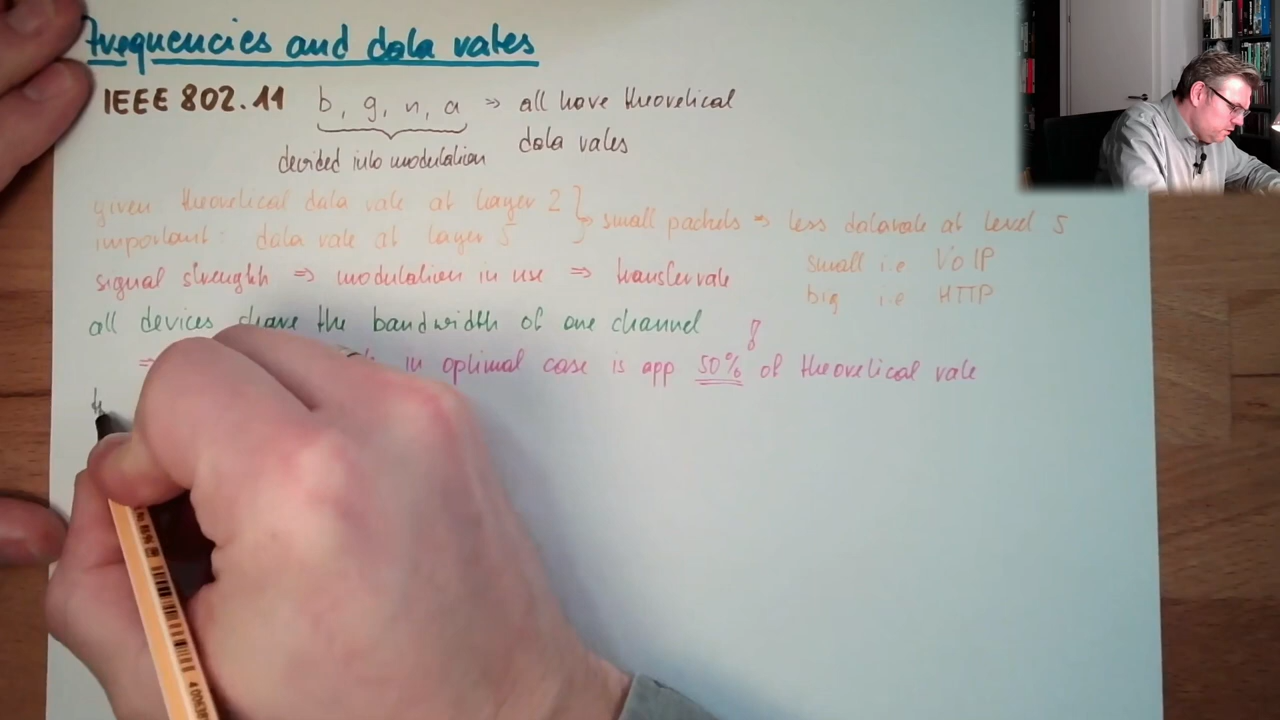 Frequencies and data rates
IEEE 802.11 b, g, n, a => all have theoretical
data rates
devided into modulation
given theoretical data rate at Layer 2
important: data rate at layer 5
small packets => less datarate at level 5
small i.e VoIP
big i.e HTTP
signal strenght => modulation in use => transferrate
all devices share the bandwidth of one channel
=> in optimal case is app 50% of theoretical rate